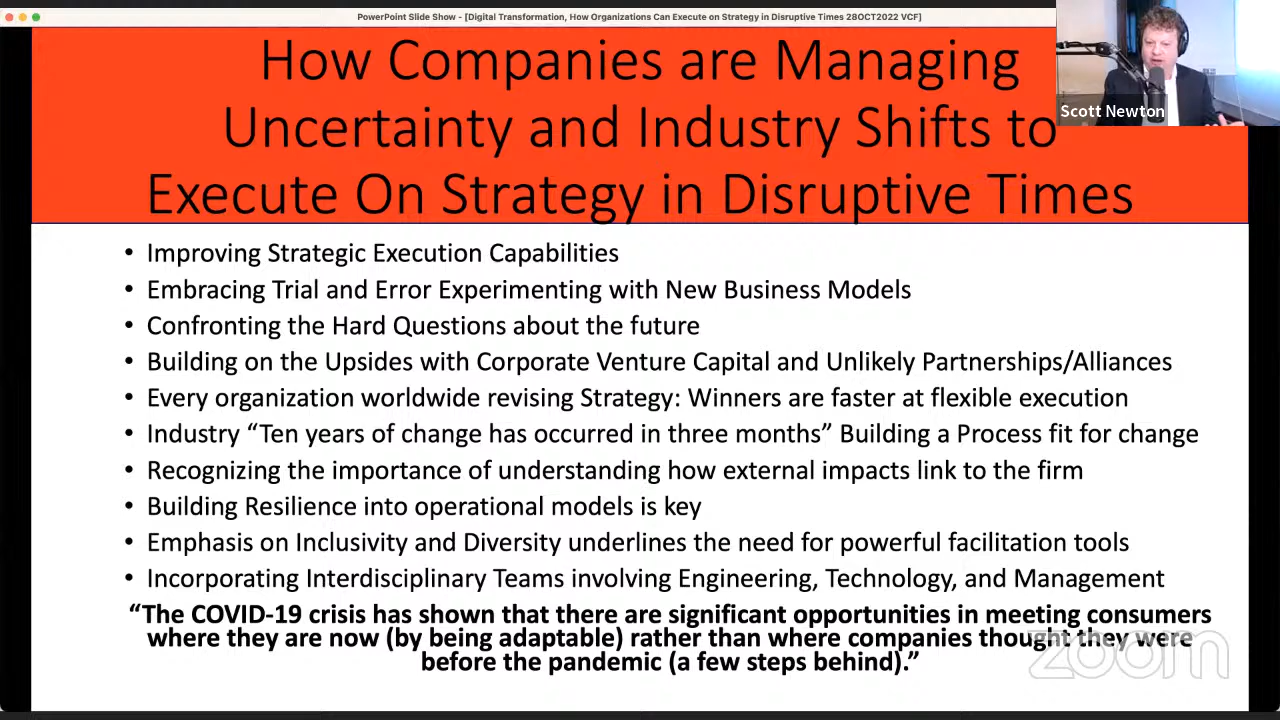 PowerPoint Slide Show - [Digital Transformation, How Organizations Can Execute on Strategy in Disruptive Times 28OCT2022 VCF]
How Companies are Managing
Uncertainty and Industry Shifts to
Execute On Strategy in Disruptive Times
Scott Newton
• Improving Strategic Execution Capabilities
• Embracing Trial and Error Experimenting with New Business Models
• Confronting the Hard Questions about the future
• Building on the Upsides with Corporate Venture Capital and Unlikely Partnerships/Alliances
• Every organization worldwide revising Strategy: Winners are faster at flexible execution
• Industry “Ten years of change has occurred in three months” Building a Process fit for change
• Recognizing the importance of understanding how external impacts link to the firm
• Building Resilience into operational models is key
• Emphasis on Inclusivity and Diversity underlines the need for powerful facilitation tools
• Incorporating Interdisciplinary Teams involving Engineering, Technology, and Management
“The COVID-19 crisis has shown that there are significant opportunities in meeting consumers
where they are now (by being adaptable) rather than where companies thought they were
before the pandemic (a few steps behind).”
zoom